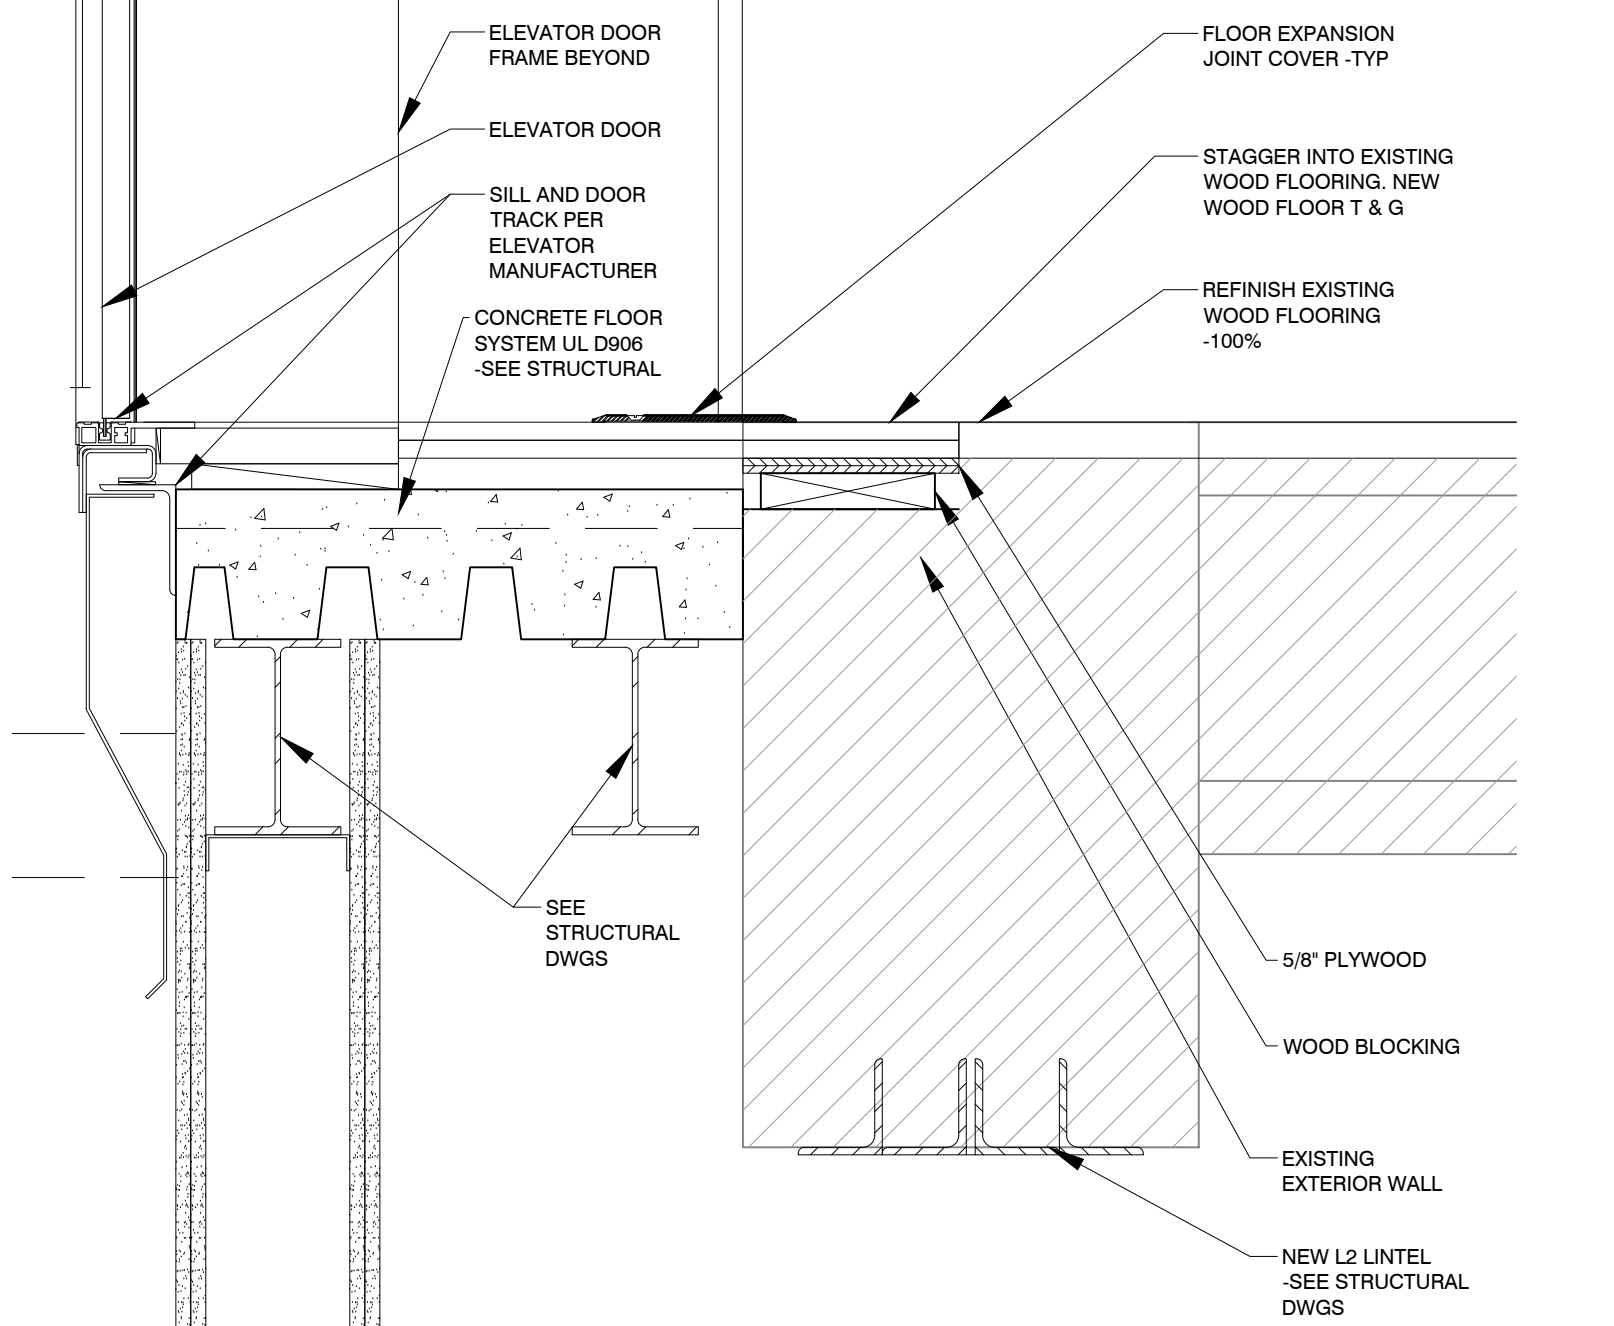 ELEVATOR DOOR
FRAME BEYOND
ELEVATOR DOOR
SILL AND DOOR
TRACK PER
ELEVATOR
MANUFACTURER
CONCRETE FLOOR
SYSTEM UL D906
-SEE STRUCTURAL
FLOOR EXPANSION
JOINT COVER -TYP
STAGGER INTO EXISTING
WOOD FLOORING. NEW
WOOD FLOOR T & G
REFINISH EXISTING
WOOD FLOORING
-100%
SEE
STRUCTURAL
DWGS
5/8" PLYWOOD
WOOD BLOCKING
EXISTING
EXTERIOR WALL
NEW L2 LINTEL
-SEE STRUCTURAL
DWGS